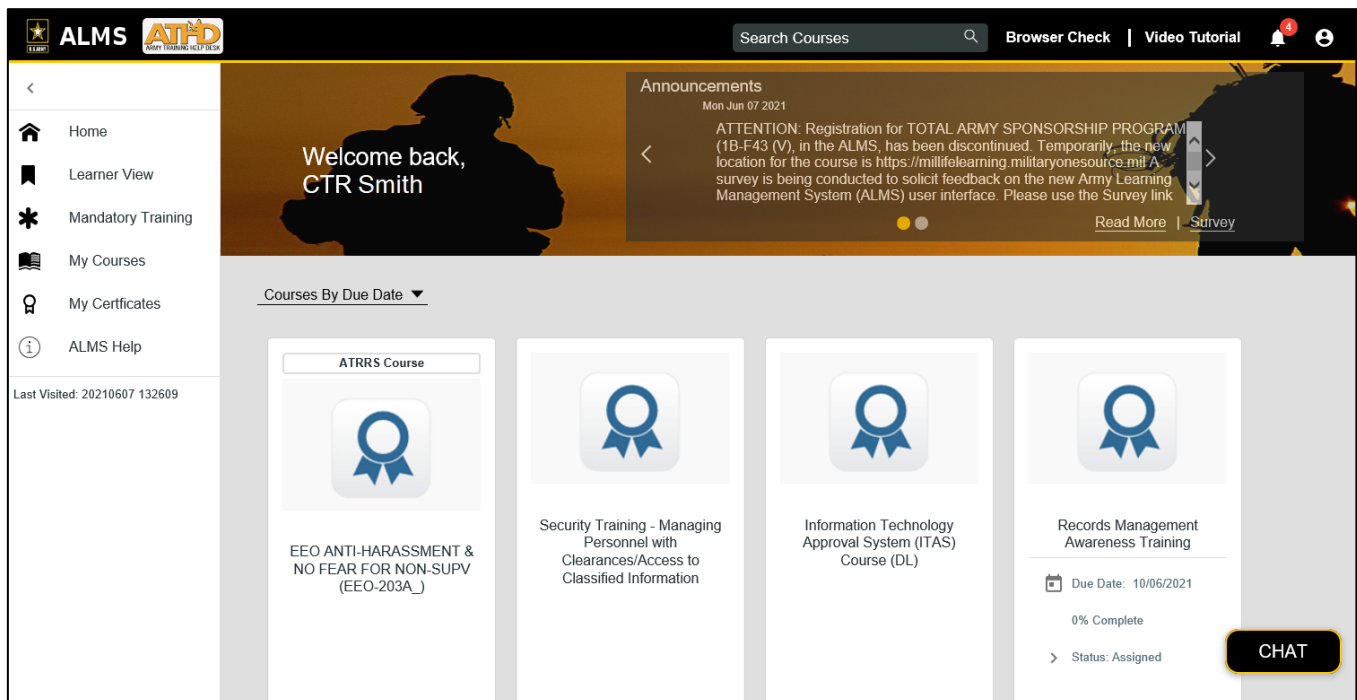 ALMS
ATHD
ARMY TRAINING HELP DESK
U.S. ARMY
Search Courses
Browser Check | Video Tutorial
4
Home
Learner View
Mandatory Training
My Courses
My Certficates
ALMS Help
Last Visited: 20210607 132609
Welcome back,
CTR Smith
Announcements
Mon Jun 07 2021
ATTENTION: Registration for TOTAL ARMY SPONSORSHIP PROGRAM
(1B-F43 (V), in the ALMS, has been discontinued. Temporarily, the new
location for the course is https://millifelearning.militaryonesource.mil A
survey is being conducted to solicit feedback on the new Army Learning
Management System (ALMS) user interface. Please use the Survey link
Read More | Survey
Courses By Due Date
ATRRS Course
EEO ANTI-HARASSMENT &
NO FEAR FOR NON-SUPV
(EEO-203A_)
Security Training - Managing
Personnel with
Clearances/Access to
Classified Information
Information Technology
Approval System (ITAS)
Course (DL)
Records Management
Awareness Training
Due Date: 10/06/2021
0% Complete
Status: Assigned
CHAT